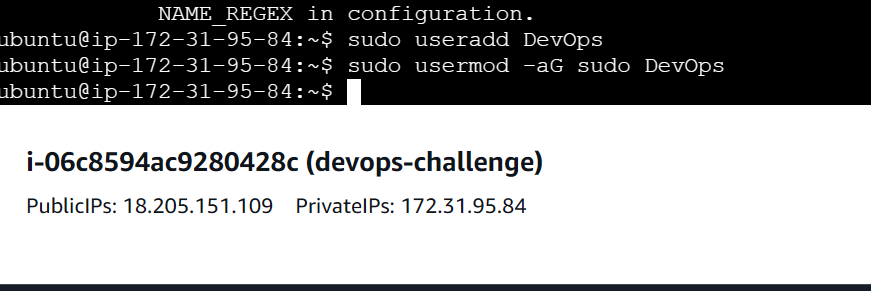 NAME_REGEX in configuration.
ubuntu@ip-172-31-95-84:~$ sudo useradd DevOps
ubuntu@ip-172-31-95-84:~$ sudo usermod -aG sudo DevOps
ubuntu@ip-172-31-95-84:~$
i-06c8594ac9280428c (devops-challenge)
PublicIPs: 18.205.151.109 PrivateIPs: 172.31.95.84